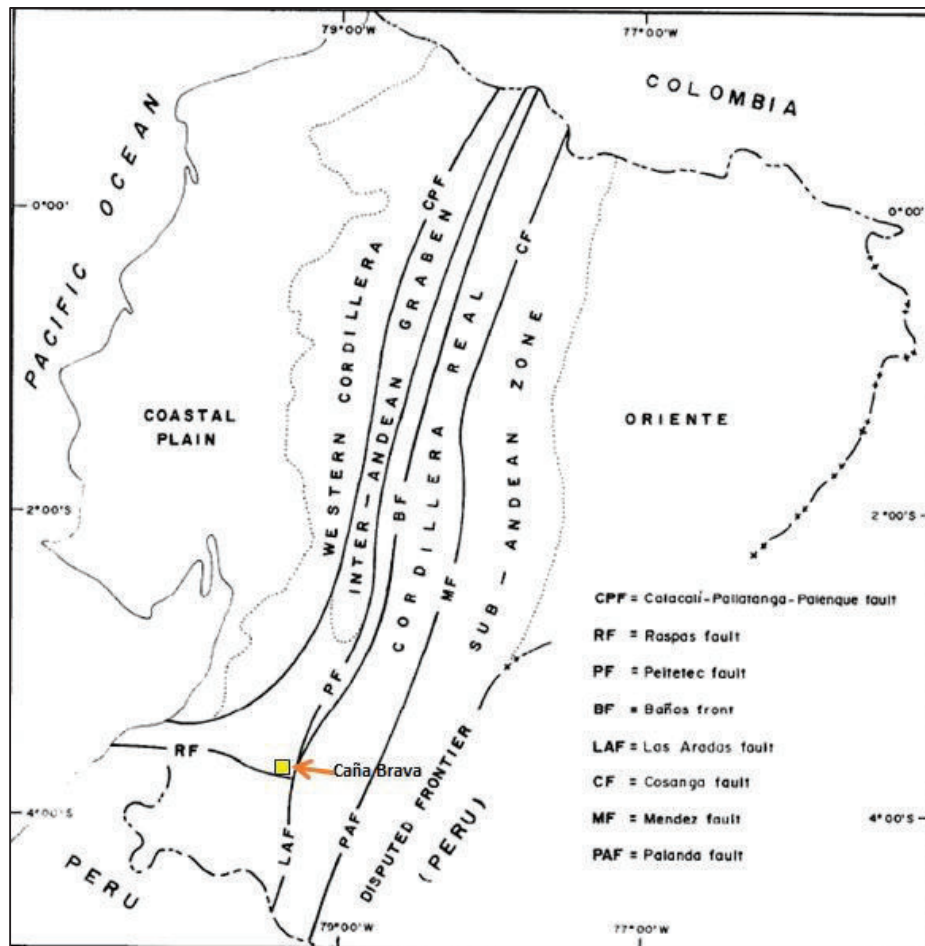 79°00'W
77°00'W
COLOMBIA
PACIFIC OCEAN
0°00'
0°00'
CPF
CF
WESTERN CORDILLERA
INTER-ANDEAN GRABEN
CORDILLERA REAL
SUB-ANDEAN ZONE
COASTAL
PLAIN
ORIENTE
BF
2°00'S
2°00'S
MF
CPF = Calacalí-Pallatanga-Palenque fault
RF = Raspas fault
PF = Peltetec fault
BF = Baños front
LAF = Las Aradas fault
CF = Cosanga fault
MF = Mendez fault
PAF = Palanda fault
PF
RF
Caña Brava
4°00'S
4°00'S
LAF
PAF
DISPUTED FRONTIER
(PERU)
PERU
79°00'W
77°00'W